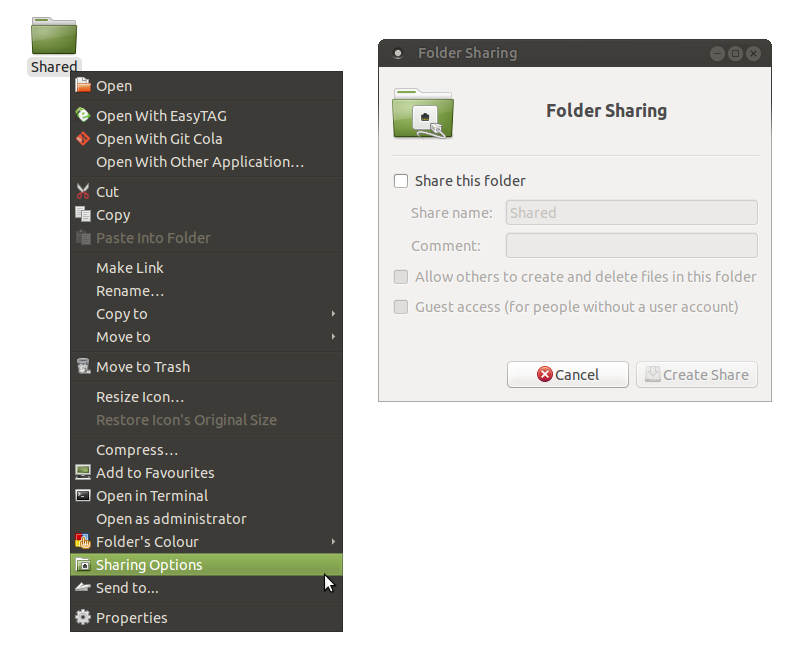 Shared
Open
Open With EasyTAG
Open With Git Cola
Open With Other Application…
Cut
Copy
Paste Into Folder
Make Link
Rename…
Copy to
Move to
Move to Trash
Resize Icon…
Restore Icon's Original Size
Compress…
Add to Favourites
Open in Terminal
Open as administrator
Folder's Colour
Sharing Options
Send to...
Properties
Folder Sharing
Folder Sharing
Share this folder
Share name: Shared
Comment:
Allow others to create and delete files in this folder
Guest access (for people without a user account)
Cancel Create Share